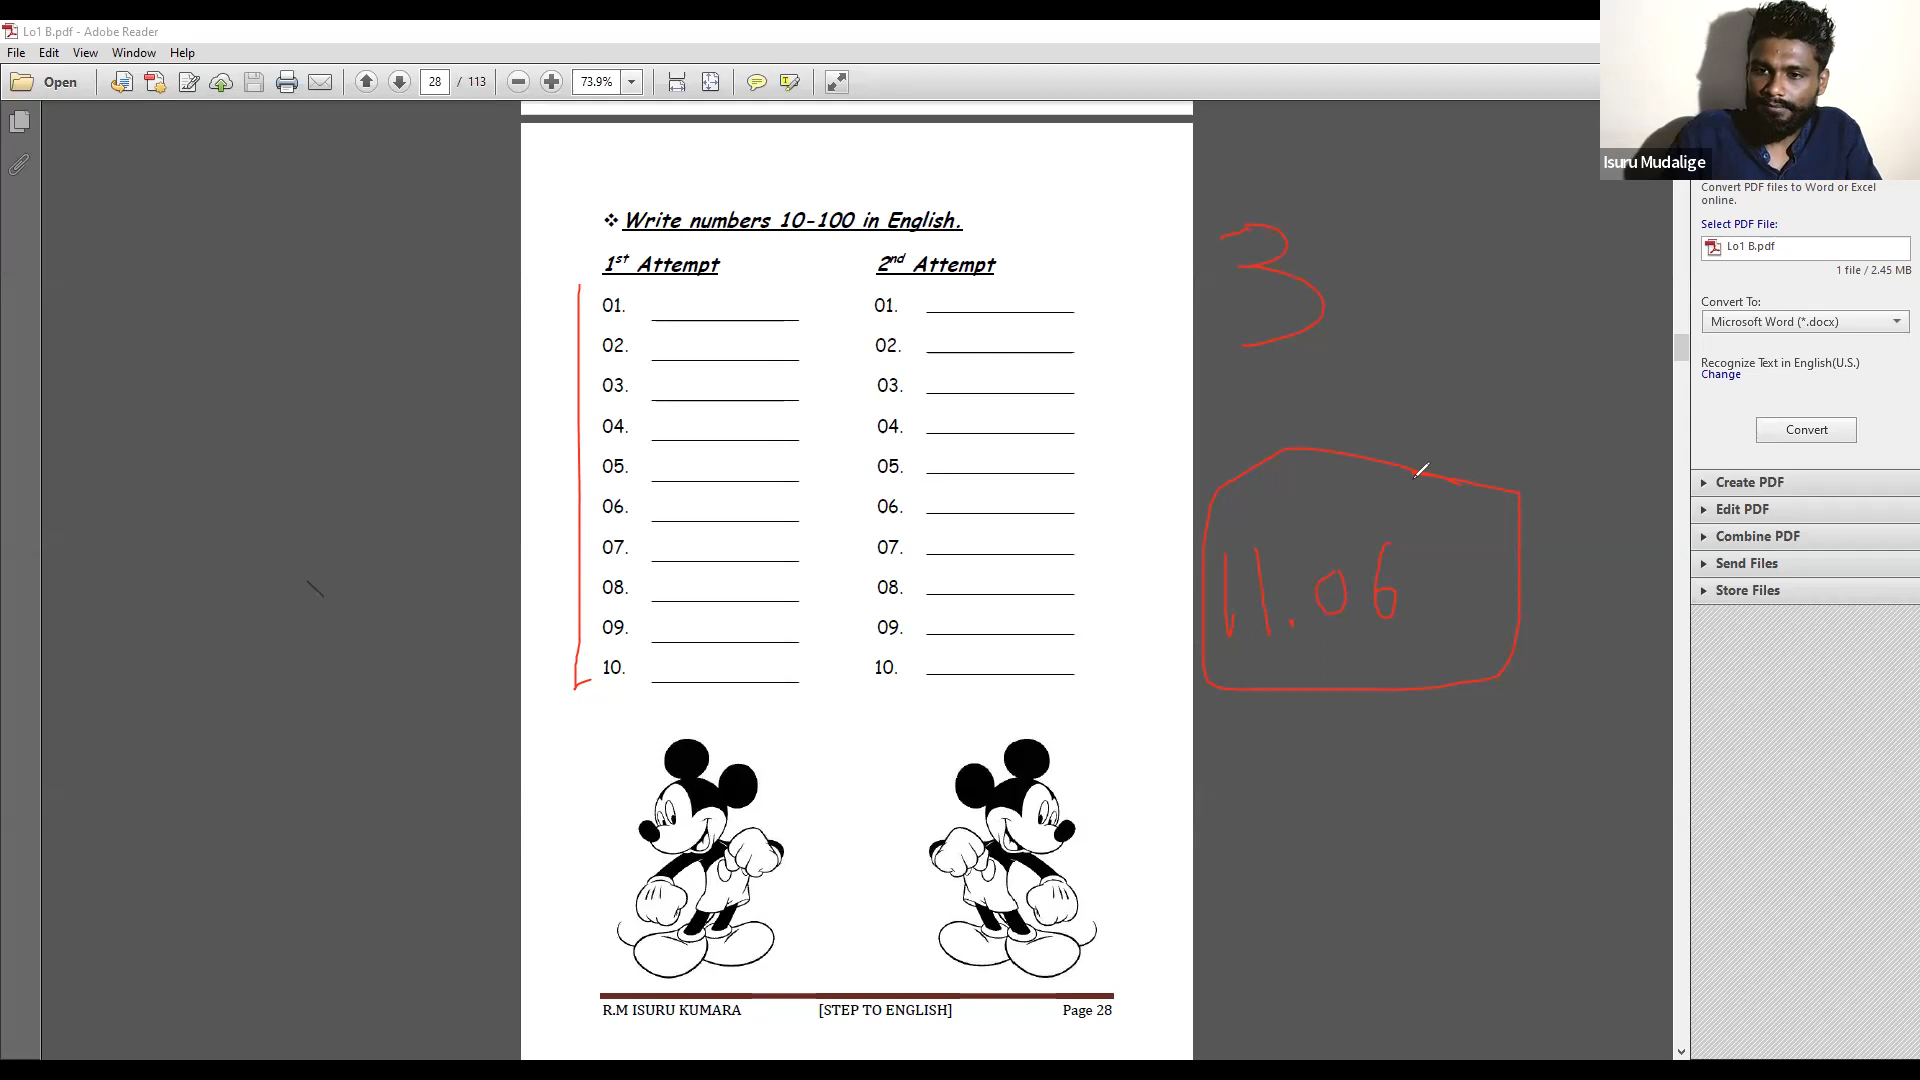 Lo1 B.pdf - Adobe Reader
File Edit View Window Help
Open 28 / 113 73.9%
Isuru Mudalige
Convert PDF files to Word or Excel
online.
Select PDF File:
Lo1 B.pdf
1 file / 2.45 MB
Convert To:
Microsoft Word (*.docx)
Recognize Text in English(U.S.)
Change
Convert
Create PDF
Edit PDF
Combine PDF
Send Files
Store Files
Write numbers 10-100 in English.
1st Attempt 2nd Attempt
01. 01.
02. 02.
03. 03.
04. 04.
05. 05.
06. 06.
07. 07.
08. 08.
09. 09.
10. 10.
R.M ISURU KUMARA [STEP TO ENGLISH] Page 28
3
11.06